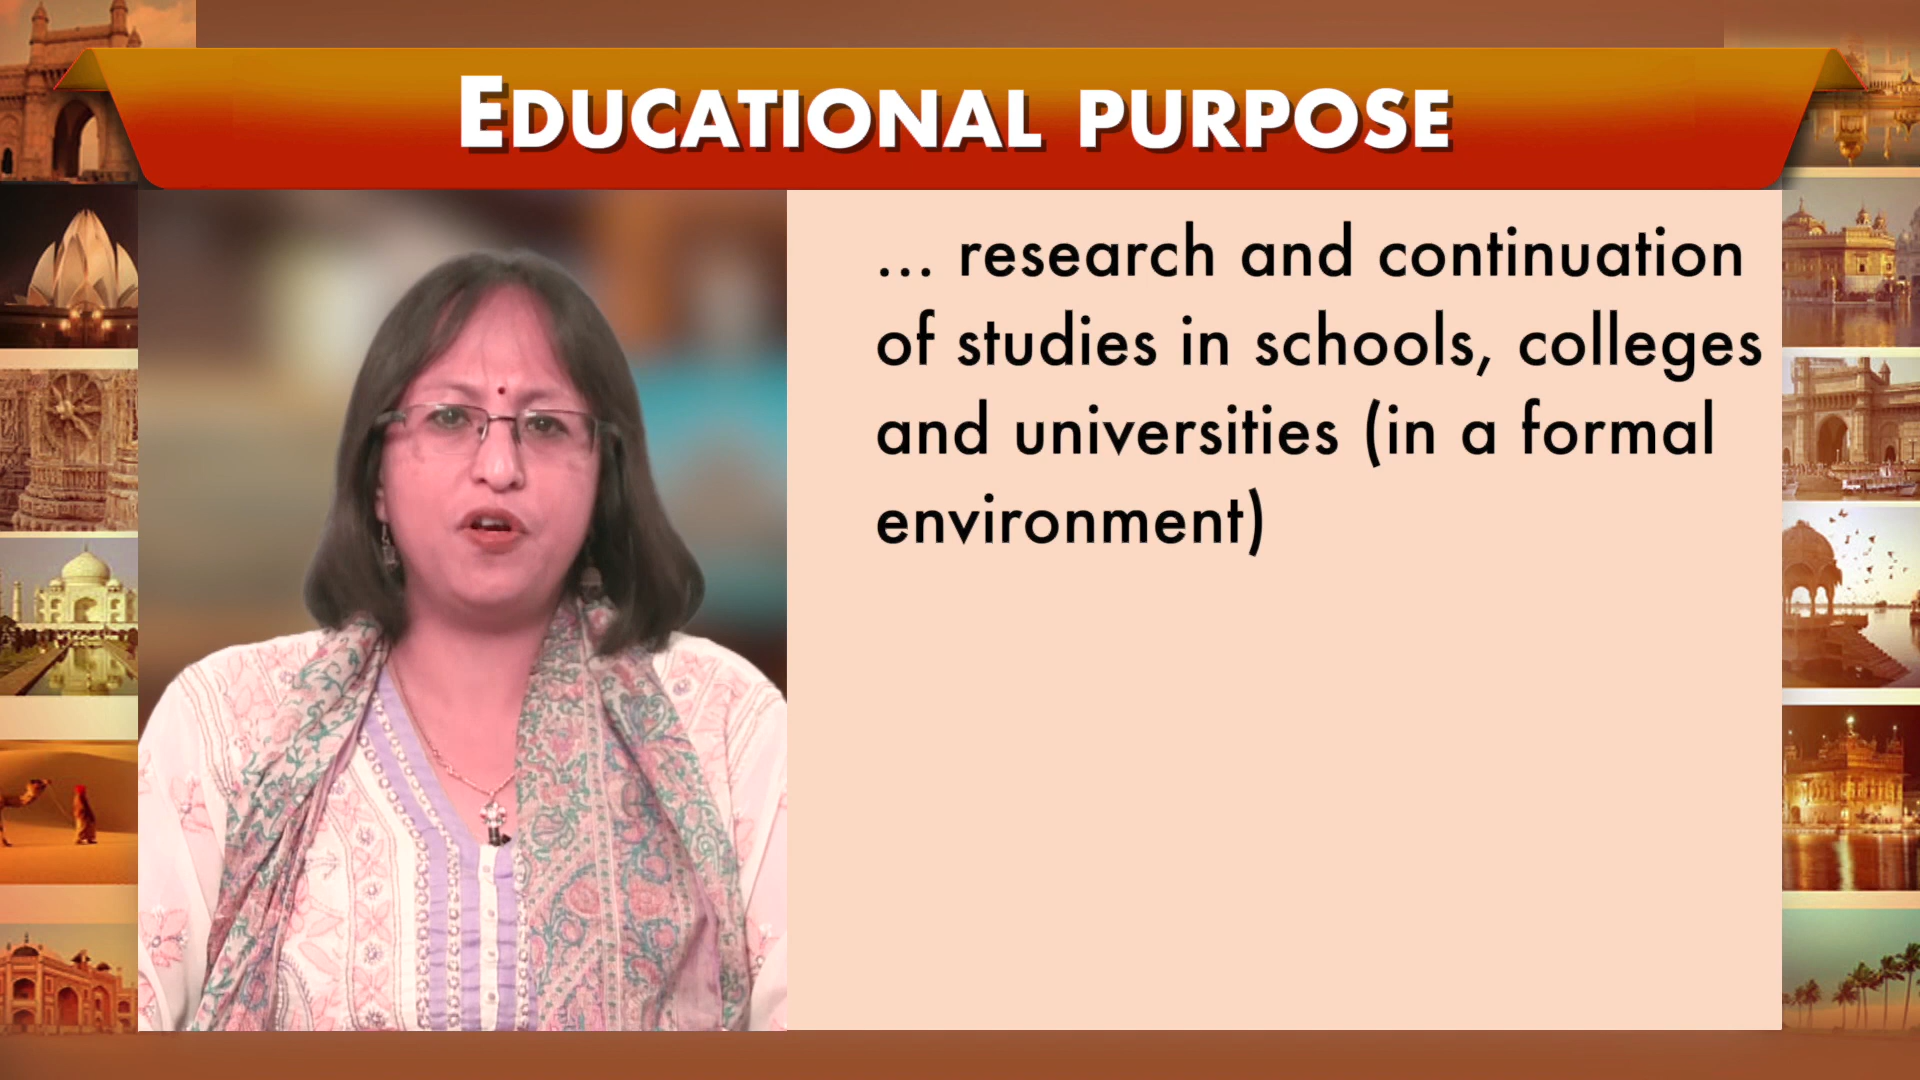 EDUCATIONAL PURPOSE
... research and continuation
of studies in schools, colleges
and universities (in a formal
environment)